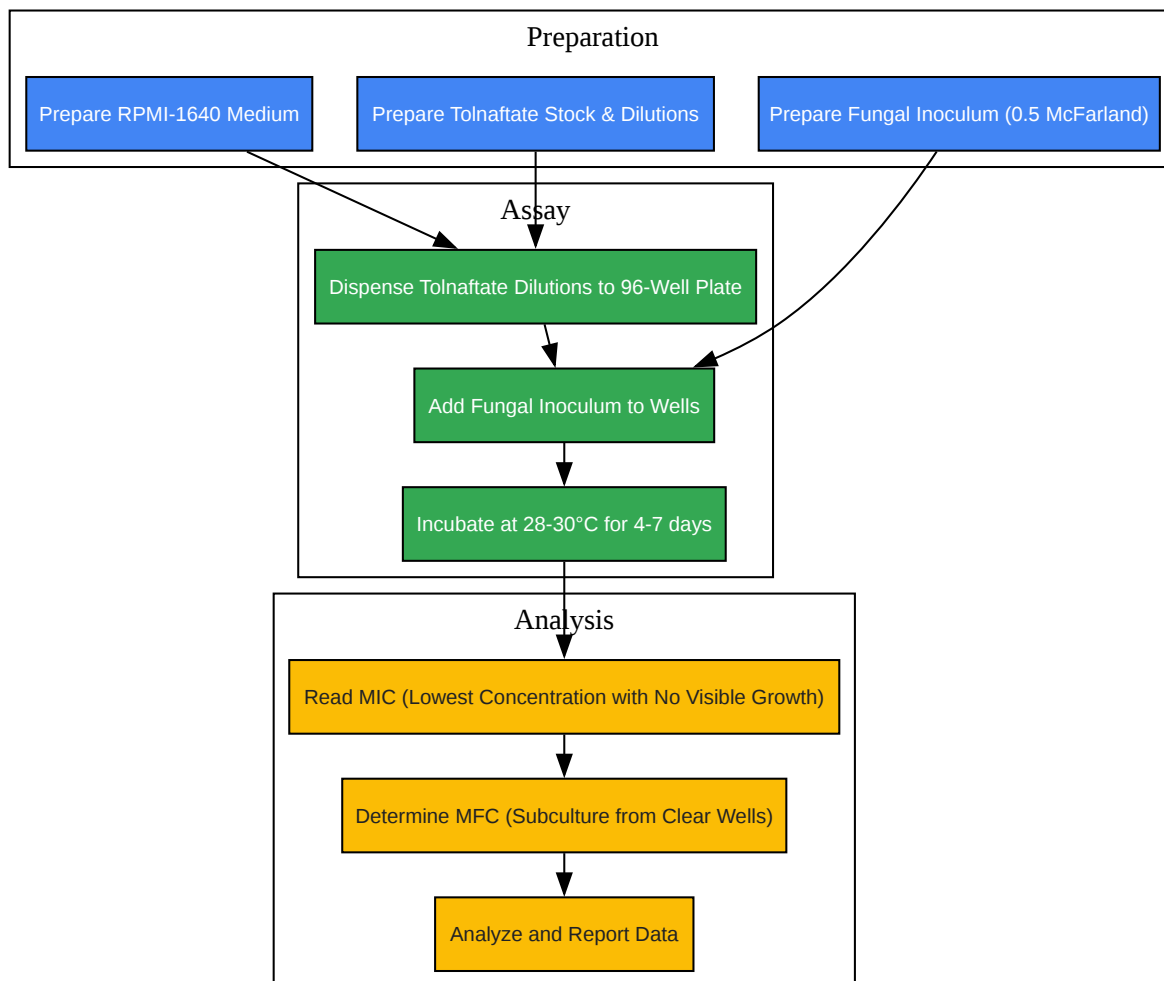 Preparation
Prepare RPMI-1640 Medium
Prepare Tolnaftate Stock & Dilutions
Prepare Fungal Inoculum (0.5 McFarland)
Assay
Dispense Tolnaftate Dilutions to 96-Well Plate
Add Fungal Inoculum to Wells
Incubate at 28-30°C for 4-7 days
Analysis
Read MIC (Lowest Concentration with No Visible Growth)
Determine MFC (Subculture from Clear Wells)
Analyze and Report Data